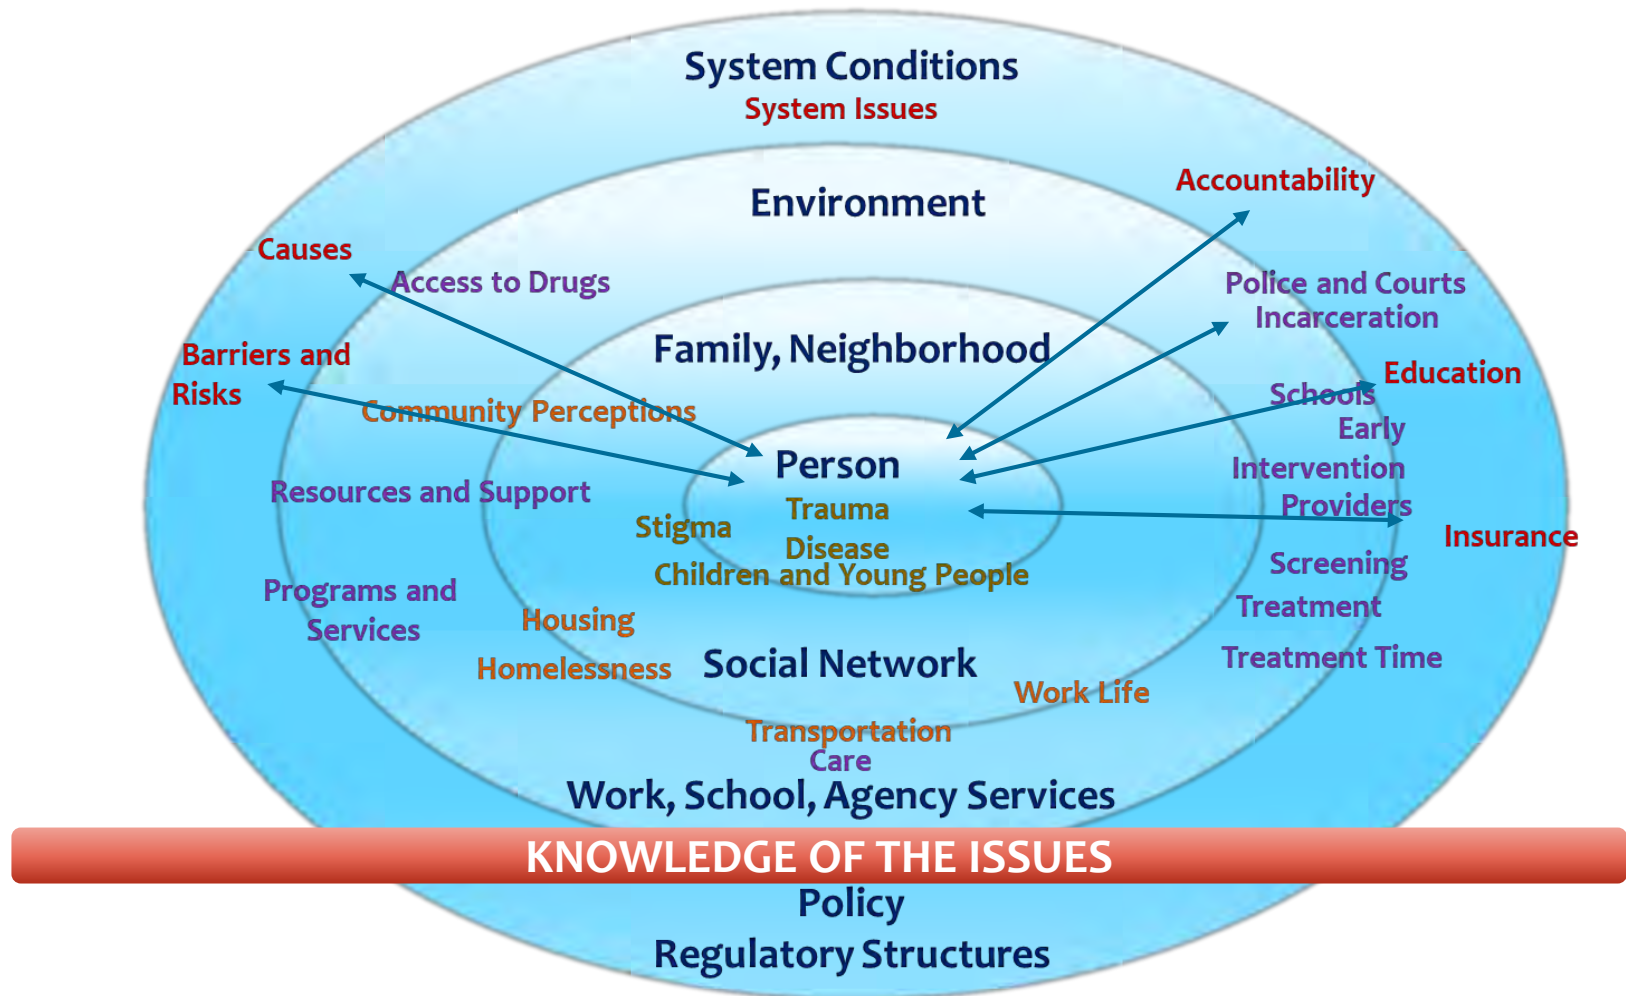 System Conditions
System Issues
Accountability
Environment
Causes
Access to Drugs
Police and Courts
Incarceration
Family, Neighborhood
Barriers and
Risks
Education
Schools
Community Perceptions
Early
Intervention
Person
Resources and Support
Providers
Trauma
Stigma
Insurance
Disease
Screening
Children and Young People
Programs and
Services
Treatment
Housing
Treatment Time
Social Network
Homelessness
Work Life
Transportation
Care
Work, School, Agency Services
KNOWLEDGE OF THE ISSUES
Policy
Regulatory Structures